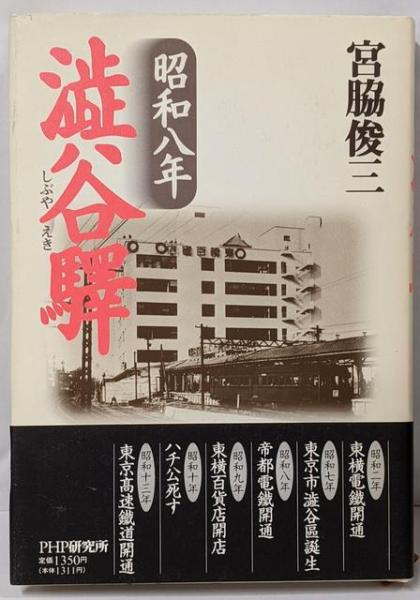 宮脇俊三
昭和八年
澁谷驛
しぶや えき
昭和二年
東横電鐵開通
昭和七年
東京市澁谷區誕生
昭和八年
帝都電鐵開通
昭和九年
東横百貨店開店
昭和十年
ハチ公死す
昭和十三年
東京高速鐵道開通
PHP研究所
定価1350円
(本体1311円)